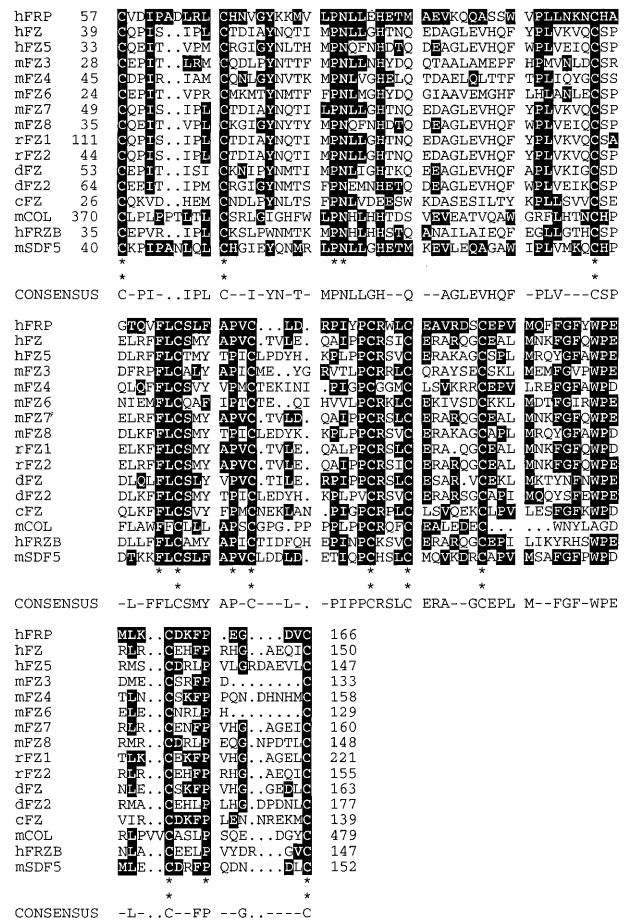 hFRP 57 CVDIPADLRL CHNVGYKKMV LPNLLEHETM AEVKQQASSW VPLLNKNCHA
hFZ 39 CQPIS..IPL CTDIAYNQTI MPNLLGHTNQ EDAGLEVHQF YPLVKVQCSP
hFZ5 33 CQEIT..VPM CRGIGYNLTH MPNQFNHDTQ DEAGLEVHQF WPLVEIQCSP
mFZ3 28 CEPIT..LRM CQDLPYNTTF MPNLLNHYDQ QTAALAMEPF HPMVNLDCSR
mFZ4 45 CDPIR..IAM CQNLGYNVTK MPNLVGHELQ TDAELQLTTF TPLIQYGCSS
mFZ6 24 CEPIT..VPR CMKMTYNMTF FPNLMGHYDQ GIAAVEMGHF LHLANLECSP
mFZ7 49 CQPIS..IPL CTDIAYNQTI LPNLLGHTNQ EDAGLEVHQF YPLVKVQCSP
mFZ8 35 CQEIT..VPL CKGIGYNYTY MPNQFNHDTQ DEAGLEVHQF WPLVEIQCSP
rFZ1 111 CQPIS..IPL CTDIAYNQTI MPNLLGHTNQ EDAGLEVHQF YPLVKVQCSA
rFZ2 44 CQPIS..IPL CTDIAYNQTI MPNLLGHTNQ EDAGLEVHQF YPLVKVQCSP
dFZ 53 CEPIT..ISI CKNIPYNMTI MPNLIGHTKQ EEAGLEVHQF APLVKIGCSD
dFZ2 64 CEEIT..IPM CRGIGYNMTS FPNEMNHETQ DEAGLEVHQF WPLVEIKCSP
cFZ 26 CQKVD..HEM CNDLPYNLTS FPNLVDEESW KDASESILTY KPLLSVVCSE
mCOL 370 CLPLPPTLTL CSRLGIGHFW LPNHLHHTDS VEVEATVQAW GRFLHTNCHP
hFRZB 35 CEPVR..IPL CKSLPWNMTK MPNHLHHSTQ ANAILAIEQF EGLLGTHCSP
mSDF5 40 CKPIPANLQL CHGIEYQNMR LPNLLGHETM KEVLEQAGAW IPLVMKQCHP
* * ** *
* * *
CONSENSUS C-PI-..IPL C--I-YN-T- MPNLLGH--Q --AGLEVHQF -PLV---CSP
hFRP GTQVFLCSLF APVC...LD. RPIYPCRWLC EAVRDSCEPV MQFFGFYWPE
hFZ ELRFFLCSMY APVC.TVLE. QAIPPCRSIC ERARQGCEAL MNKFGFQWPE
hFZ5 DLRFFLCTMY TPICLPDYH. KPLPPCRSVC ERAKAGCSPL MRQYGFAWPE
mFZ3 DFRPFLCALY APICME..YG RVTLPCRRLC QRAYSECSKL MEMFGVPWPE
mFZ4 QLQFFLCSVY VPMCTEKINI .PIGPCGGMC LSVKRRCEPV LREFGFAWPD
mFZ6 NIEMFLCQAF IPTC..TEQI HVVLPCRKLC EKIVSDCKKL MDTFGIRWPE
mFZ7 ELRFFLCSMY APVC.TVLD. QAIPPCRSLC ERARQGCEAL MNKFGFQWPE
mFZ8 DLKFFLCSMY TPICLEDYK. KPLPPCRSVC ERAKAGCAPL MRQYGFAWPD
rFZ1 ELKFFLCSMY APVC.TVLE. QALPPCRSLC ERA.QGCEAL MNKFGFQWPD
rFZ2 ELRFFLCSMY APVC.TVLE. QAIPPCRSIC ERARQGCEAL MNKFGFQWPE
dFZ DLQLFLCSLY VPVCT.ILE. RPIPPCRSLC ESAR.VCEKLM KTYNFNWPE
dFZ2 DLKFFLCSMY TPICLEDYH. KPLPVCRSVC ERARSGCAPI MQQYSFEWPE
cFZ QLKFFLCSVY FPMCNEKLAN .PIGPCRPLC LSVQEKCLPV LESFGFKWPD
mCOL FLAWFFCLLL APSCGPG.PP PPLPPCRQFC EALEDEC... ...WNYLAGD
hFRZB DLLFFLCAMY APICTIDFQH EPIKPCKSVC ERARQGCEPI LIKYRHSWPE
mSDF5 DTKKFLCSLF APVCLDDLD. ETIQPCHSLC MQVKDRCAPV MSAFGFPWPD
* * * * * * *
* * * * *
CONSENSUS -L-FFLCSMY AP-C...L-. -PIPPCRSLC ERA--GCEPL M--FGF-WPE
hFRP MLKC..CDKFP .EG....DVC 166
hFZ RLR..CEHFP RHG..AEQIC 150
hFZ5 RMS..CDRLP VLGRDAEVLC 147
mFZ3 DME..CSRFP D........C 133
mFZ4 TLN..CSKFP PQN.DHNHMC 158
mFZ6 ELE..CNRLP H........C 129
mFZ7 RLR..CENFP VHG..AGEIC 160
mFZ8 RMR..CDRLP EQG.NPDTLC 148
rFZ1 TLK..CEKFP VHG..AGELC 221
rFZ2 RLR..CEHFP RHG..AEQIC 155
dFZ NLE..CSKFP VHG..GEDLC 163
dFZ2 RMA..CEHLP LHG.DPDNLC 177
cFZ VIR..CDKFP LEN..NREKMC 139
mCOL RLPVVCASLP SQE..DGYC 479
hFRZB NLA..CEELP VYDR..GVC 147
mSDF5 MLE..CDRFP QDN...DLC 152
* * *
* *
CONSENSUS -L-..C--FP --G..----C